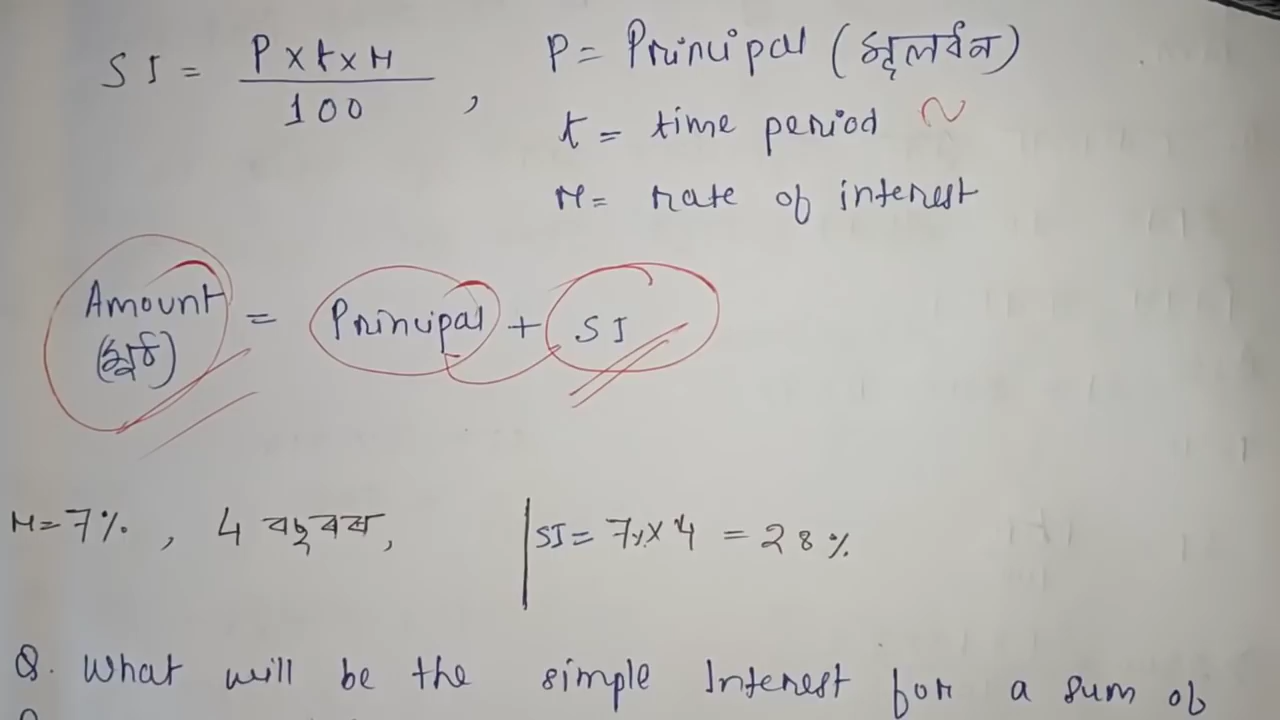 SI = P × t × r / 100 , P = Principal (মূলধন)
t = time period
r = rate of interest
Amount = Principal + SI
r = 7% , 4 বছৰৰ , | SI = 7% × 4 = 28%
Q. What will be the simple Interest for a sum of